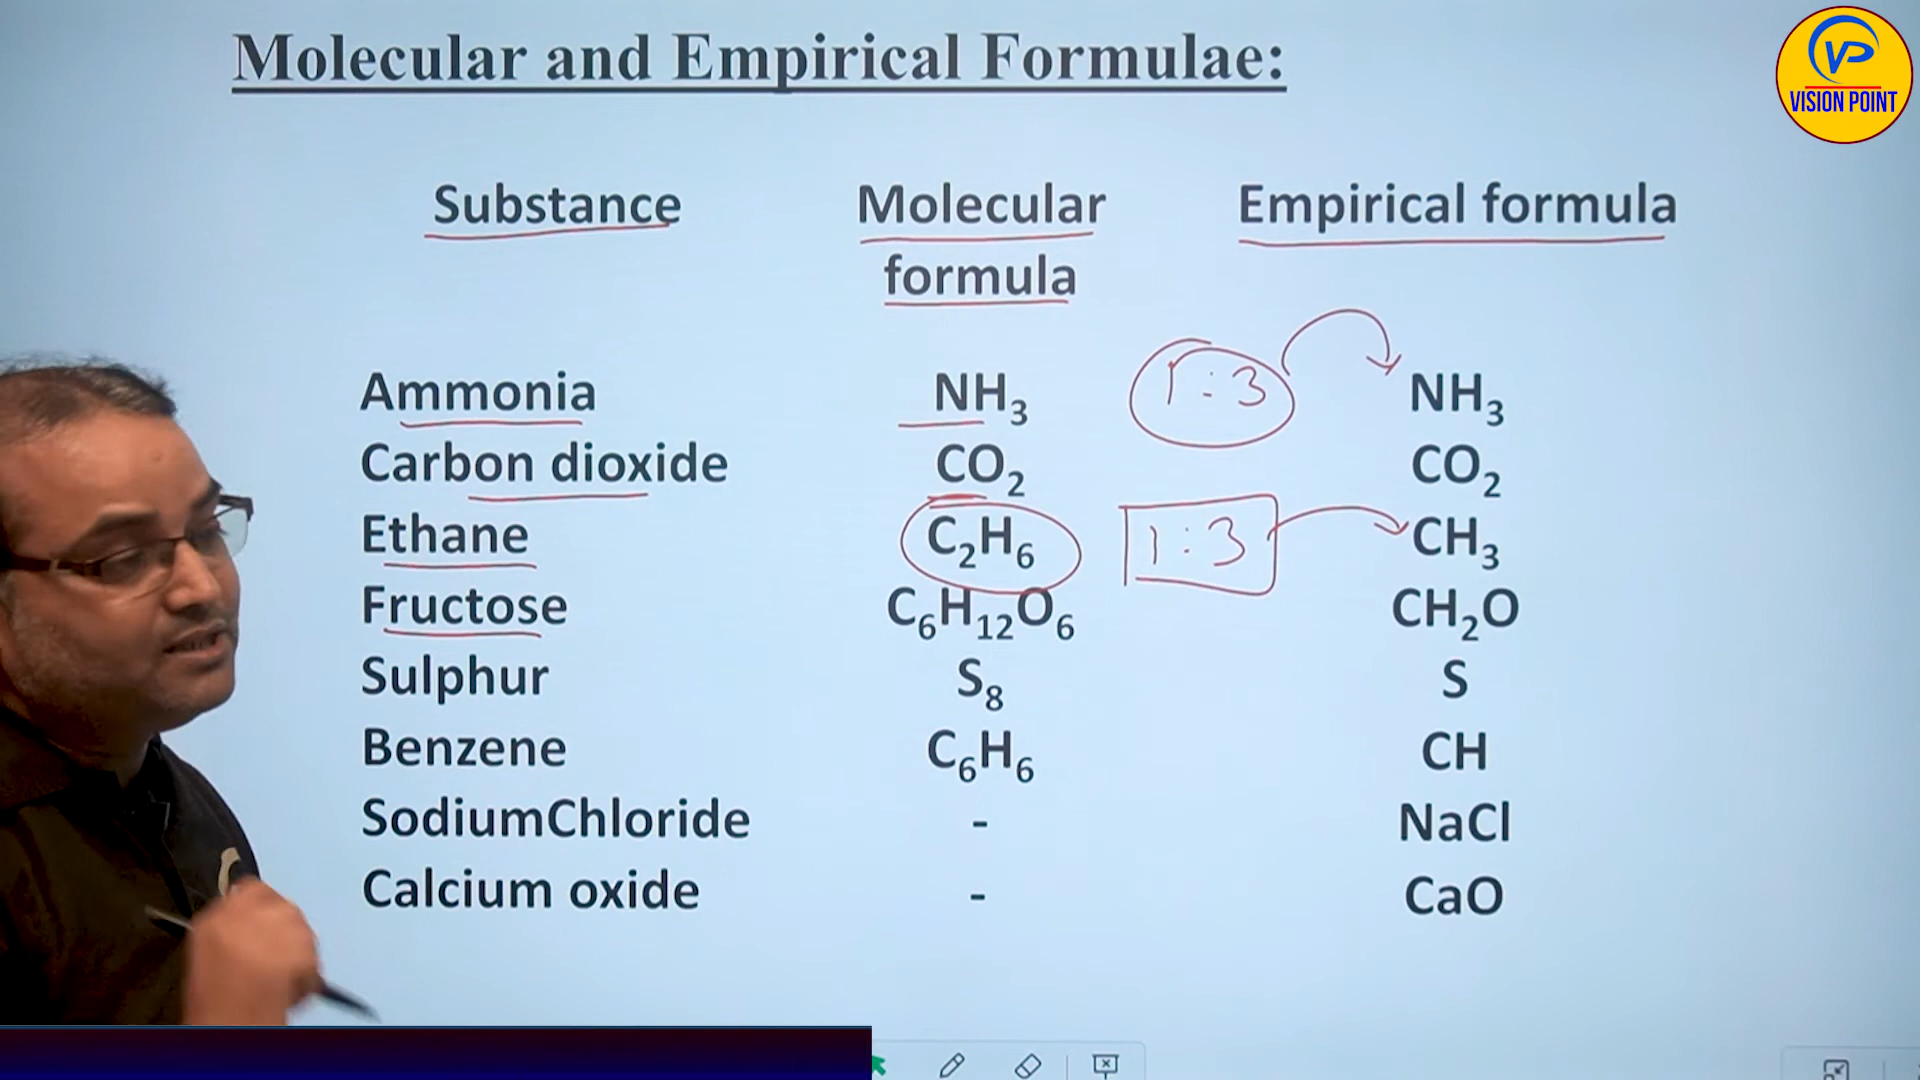 Molecular and Empirical Formulae:
VP
VISION POINT
Substance Molecular formula Empirical formula
Ammonia NH₃ 1:3 NH₃
Carbon dioxide CO₂ CO₂
Ethane C₂H₆ 1:3 CH₃
Fructose C₆H₁₂O₆ CH₂O
Sulphur S₈ S
Benzene C₆H₆ CH
SodiumChloride - NaCl
Calcium oxide - CaO